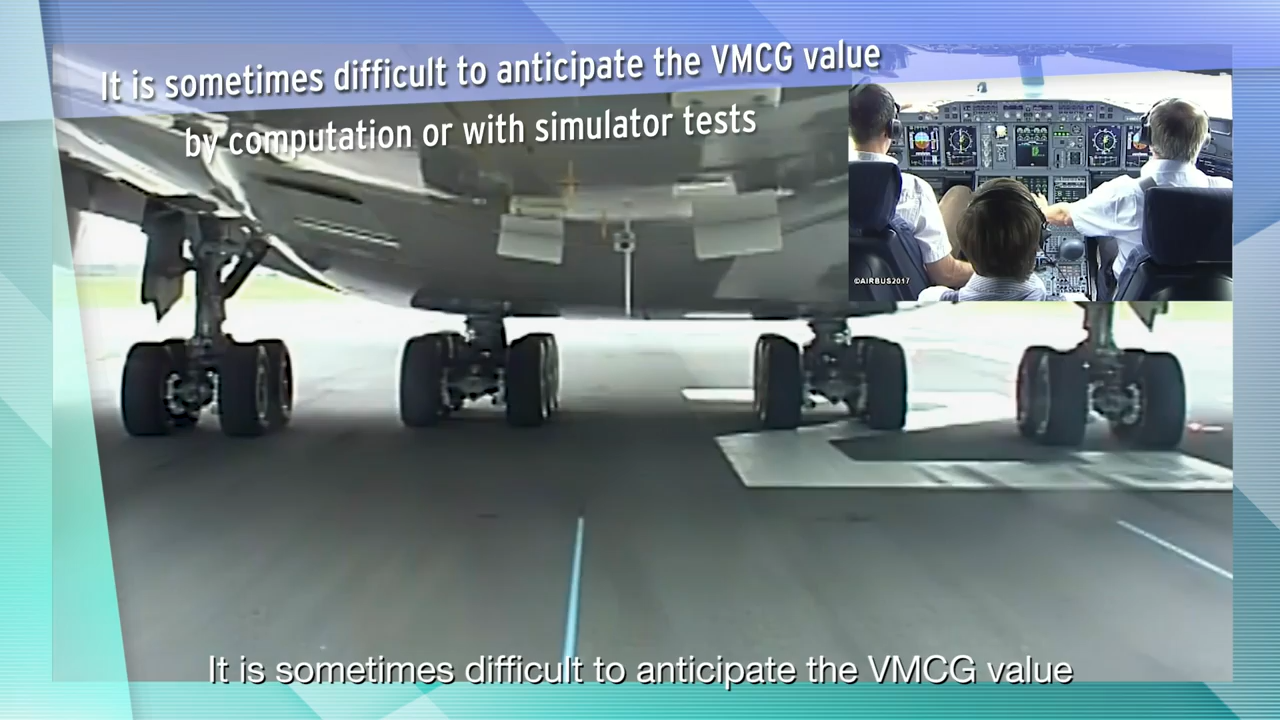 It is sometimes difficult to anticipate the VMCG value
by computation or with simulator tests
©AIRBUS2017
It is sometimes difficult to anticipate the VMCG value